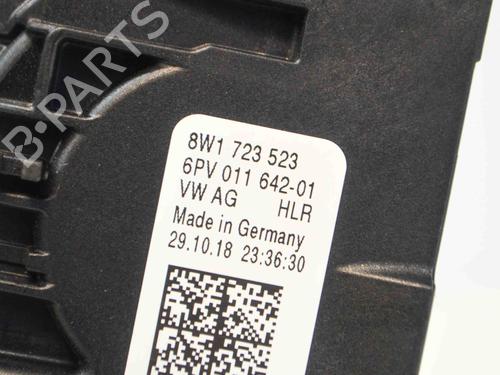 B-PARTS
8W1 723 523
6PV 011 642-01
VW AG HLR
Made in Germany
29.10.18 23:36:30